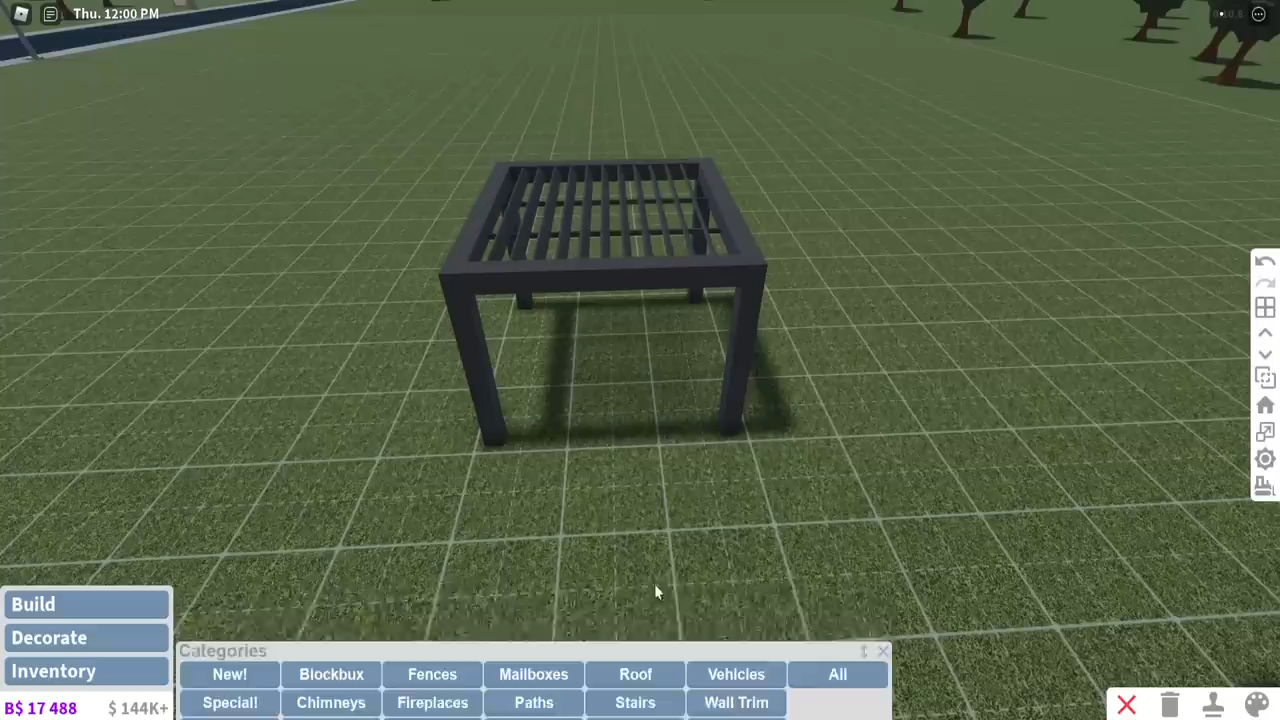 Thu. 12:00 PM
Build
Decorate
Inventory
B$ 17 488 $ 144K+
Categories
New! Blockbux Fences Mailboxes Roof Vehicles All
Special! Chimneys Fireplaces Paths Stairs Wall Trim